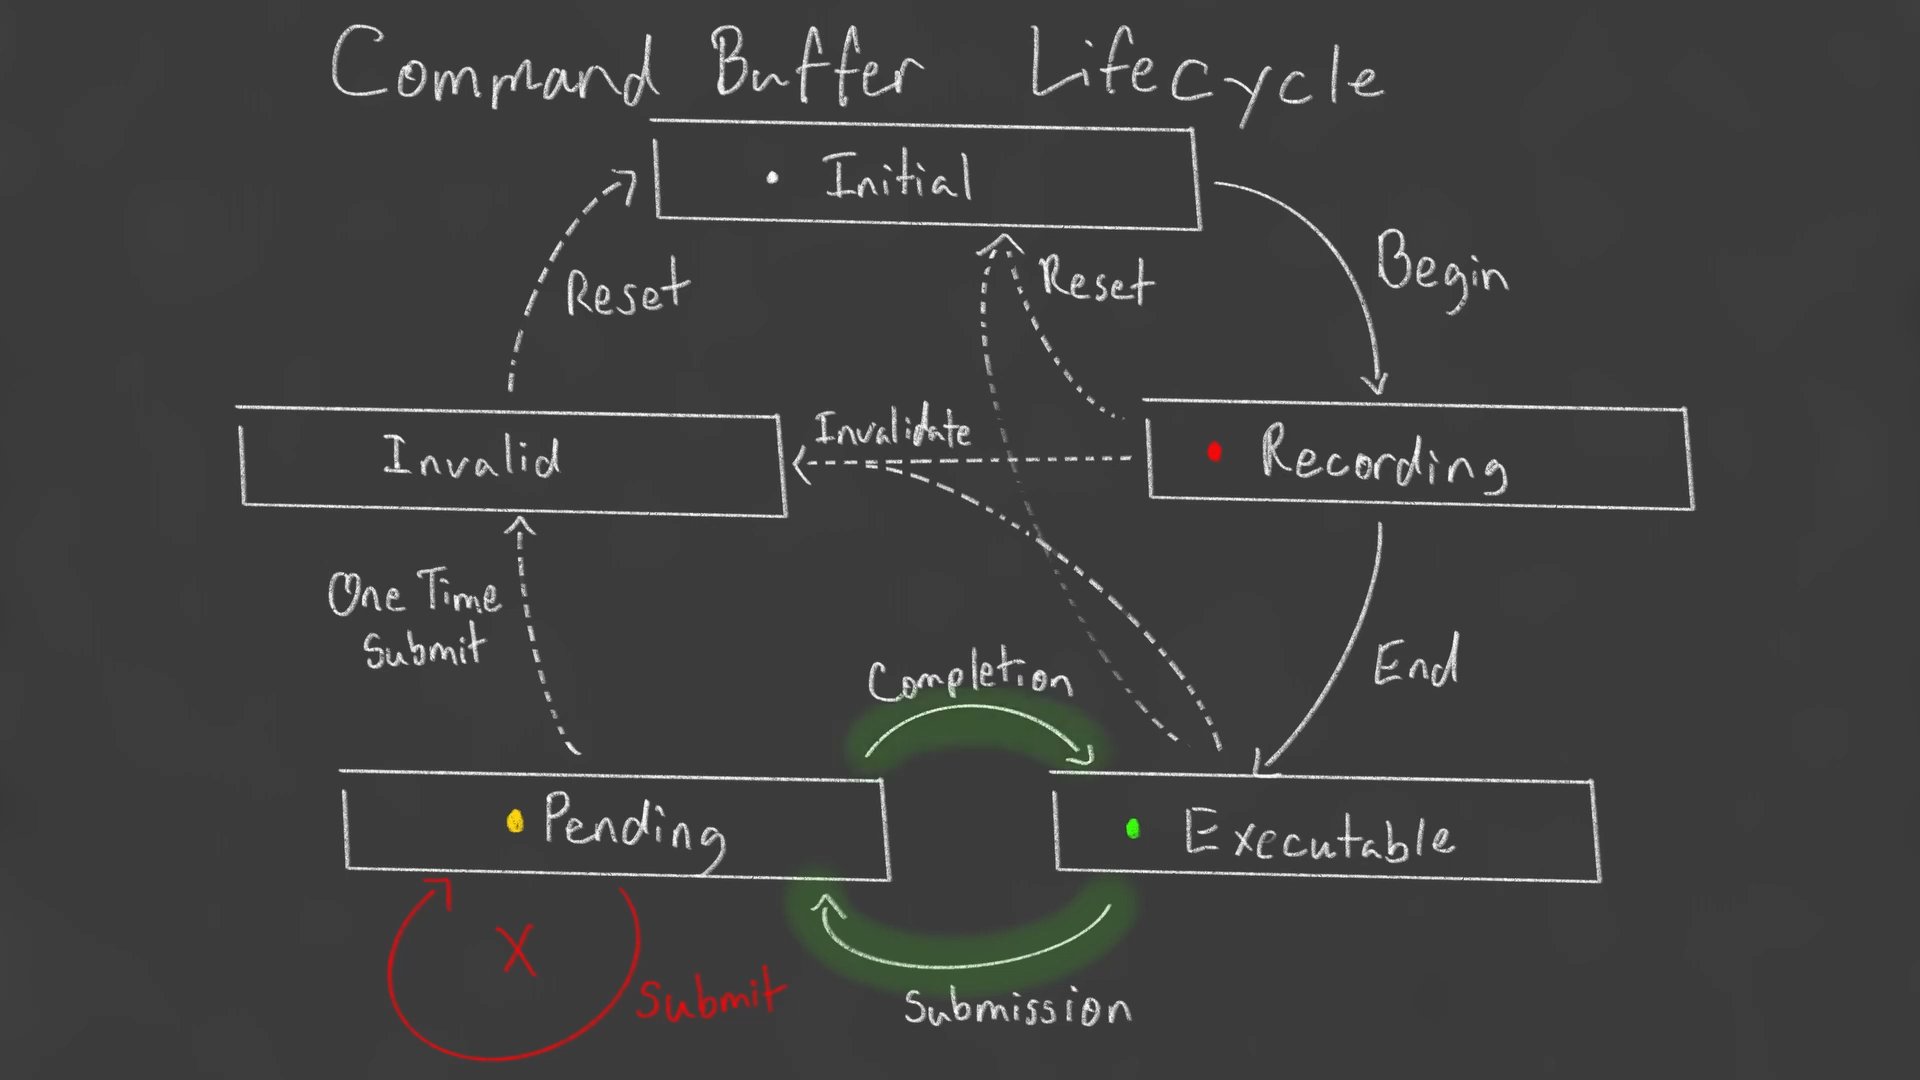 Command Buffer Lifecycle
Initial
Reset
Reset
Begin
Invalid
Invalidate
Recording
One Time
Submit
Completion
End
Pending
Executable
X
Submit
Submission